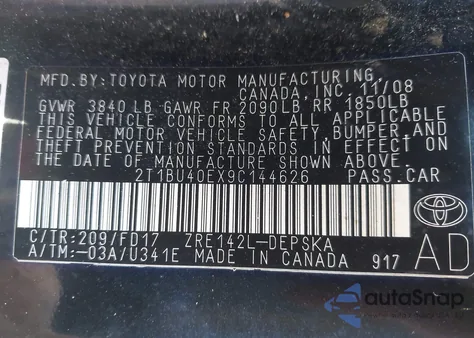 MFD. BY: TOYOTA MOTOR MANUFACTURING,
CANADA, INC. 11/08
GVWR 3840 LB GAWR FR 2090LB RR 1850LB
THIS VEHICLE CONFORMS TO ALL APPLICABLE
FEDERAL MOTOR VEHICLE SAFETY, BUMPER, AND
THEFT PREVENTION STANDARDS IN EFFECT ON
THE DATE OF MANUFACTURE SHOWN ABOVE.
2T1BU40EX9C144626 PASS.CAR
C/TR:209/FD17 ZRE142L-DEPSKA
A/TM:-03A/U341E MADE IN CANADA 917
TOYOTA
AD
autoSnap